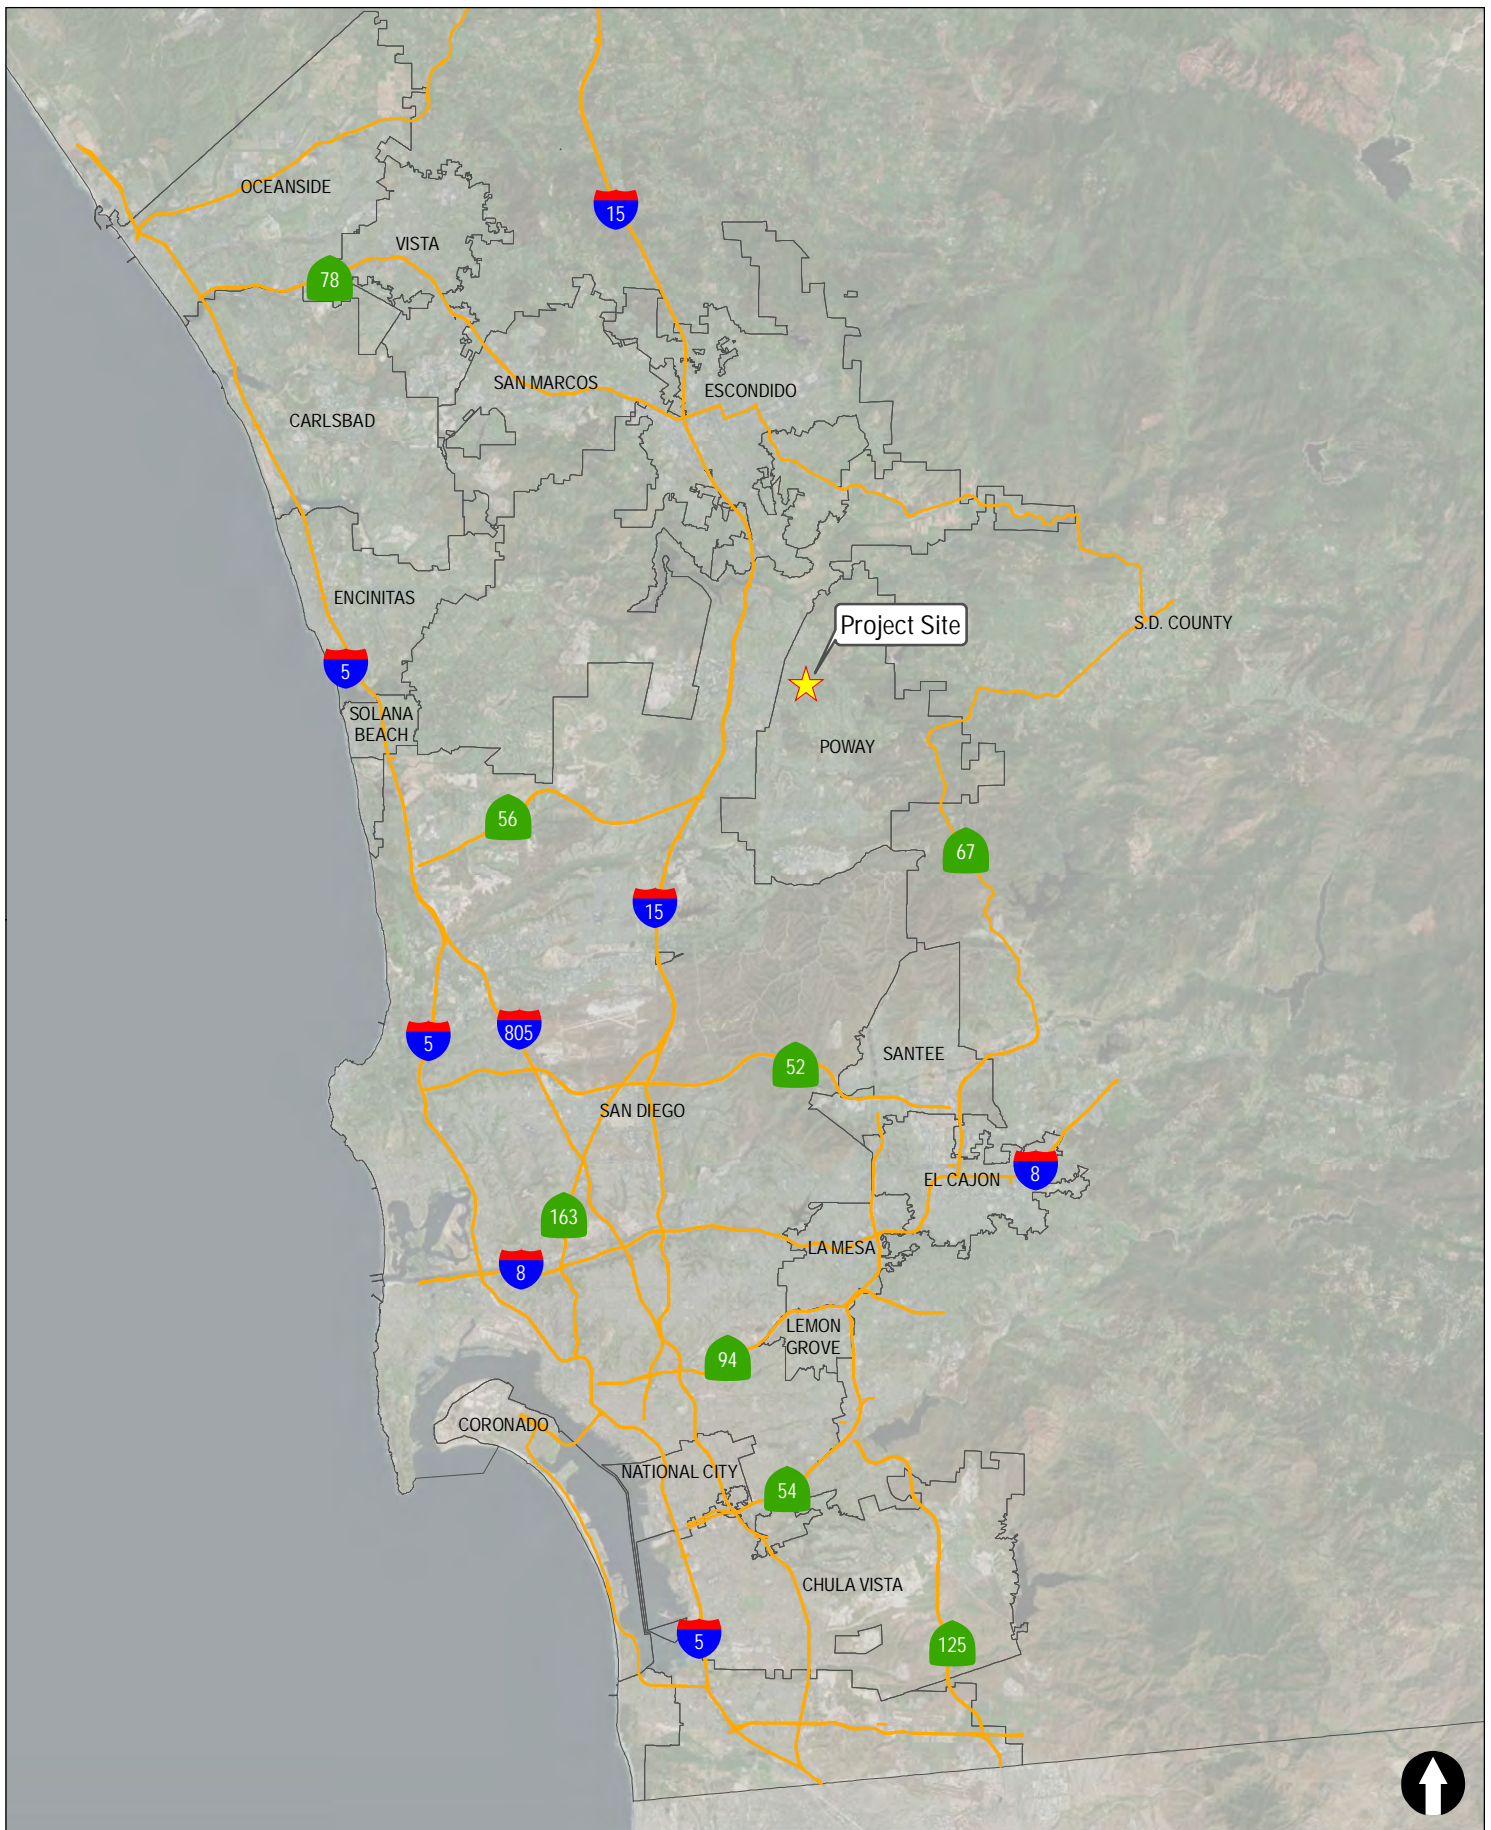 OCEANSIDE
15
VISTA
78
SAN MARCOS
ESCONDIDO
CARLSBAD
ENCINITAS
Project Site
S.D. COUNTY
5
SOLANA
BEACH
POWAY
56
67
15
5
805
SANTEE
52
SAN DIEGO
8
EL CAJON
163
LA MESA
8
LEMON
GROVE
94
CORONADO
NATIONAL CITY
54
CHULA VISTA
5
125